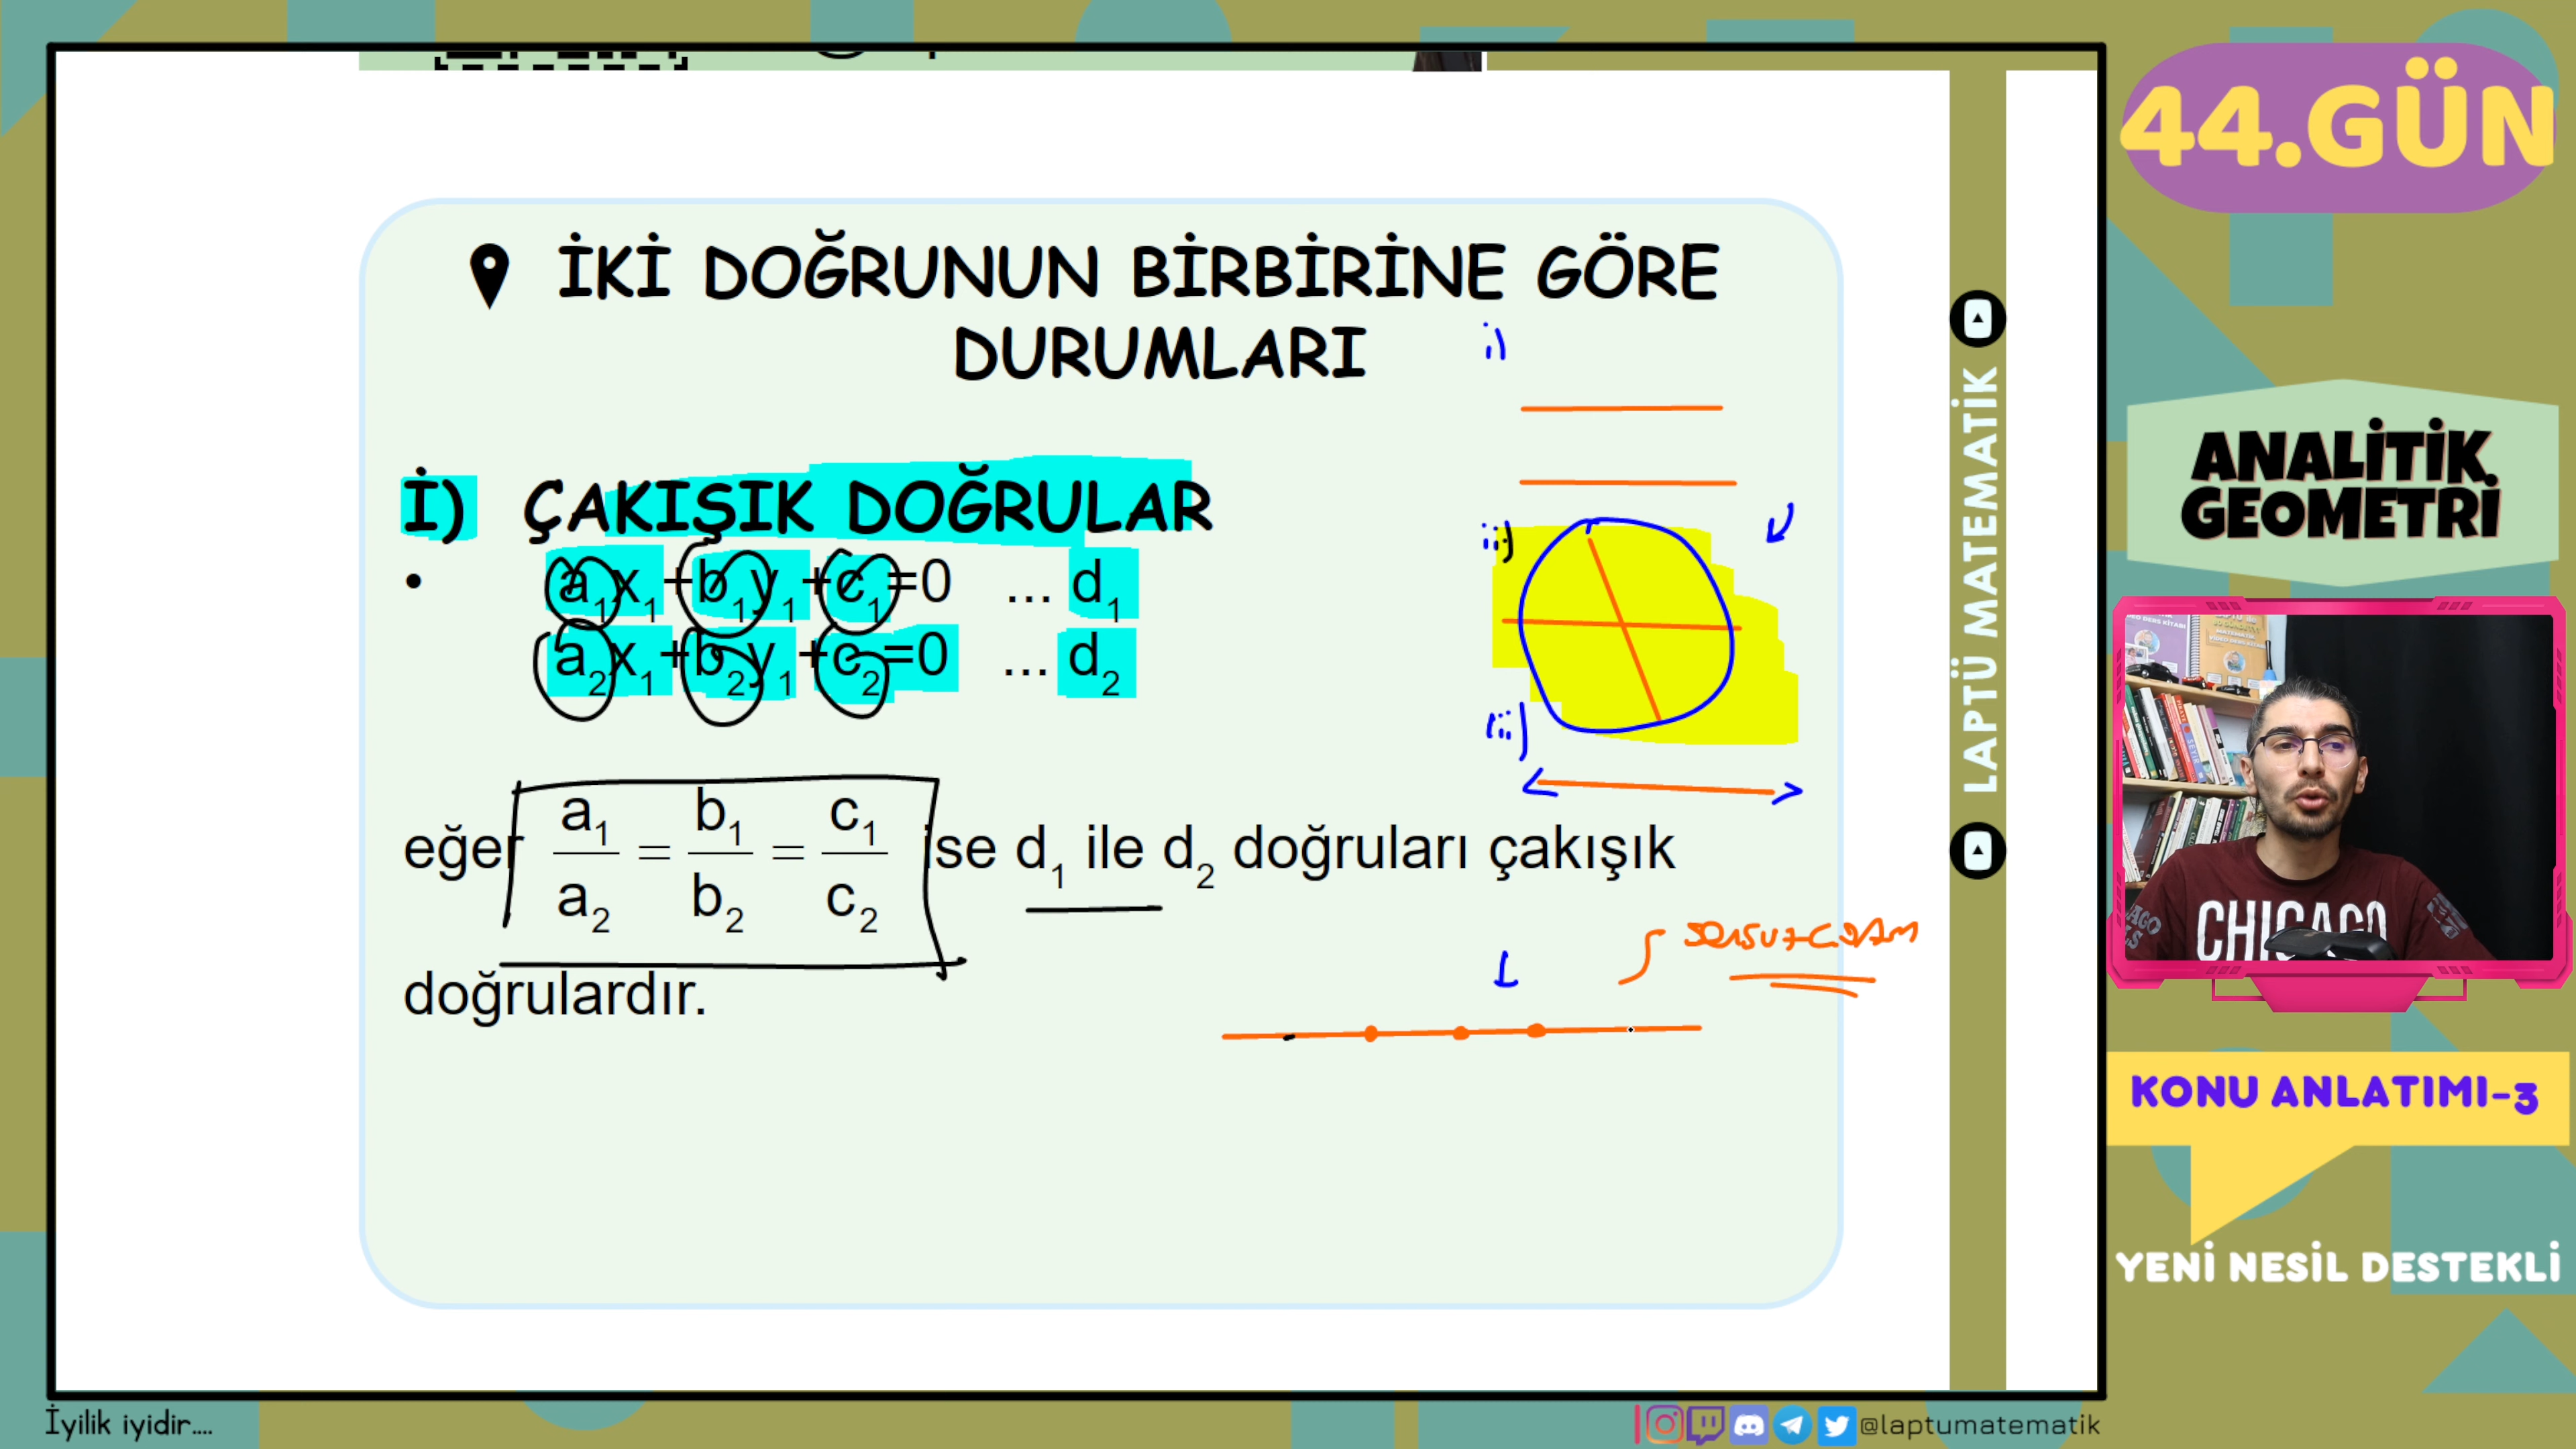 44.GÜN
İKİ DOĞRUNUN BİRBİRİNE GÖRE
DURUMLARI
i)
İ) ÇAKIŞIK DOĞRULAR
• a₁x₁+b₁y₁+c₁=0 ... d₁
a₂x₁+b₂y₁+c₂=0 ... d₂
ii)
iii)
eğer a₁/a₂ = b₁/b₂ = c₁/c₂ ise d₁ ile d₂ doğruları çakışık
doğrulardır.
LAPTÜ MATEMATİK
ANALİTİK
GEOMETRİ
CHICAGO
KONU ANLATIMI-3
YENİ NESİL DESTEKLİ
İyilik iyidir....
@laptumatematik